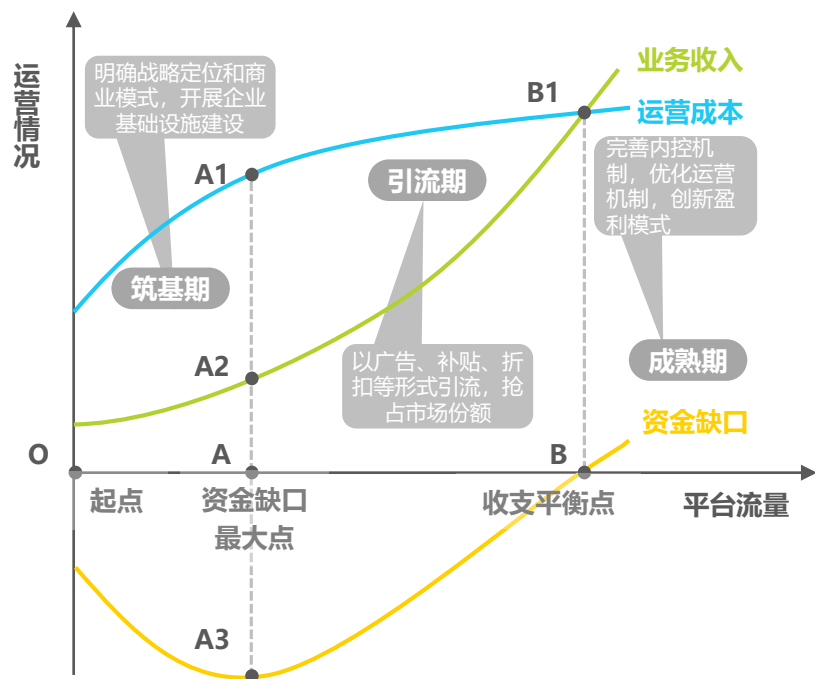 运营情况
明确战略定位和商
业模式，开展企业
基础设施建设
业务收入
B1
运营成本
完善内控机
制，优化运营
机制，创新盈
利模式
A1
引流期
筑基期
A2
以广告、补贴、折
扣等形式引流，抢
占市场份额
成熟期
资金缺口
O
A
B
起点
资金缺口
最大点
收支平衡点
平台流量
A3